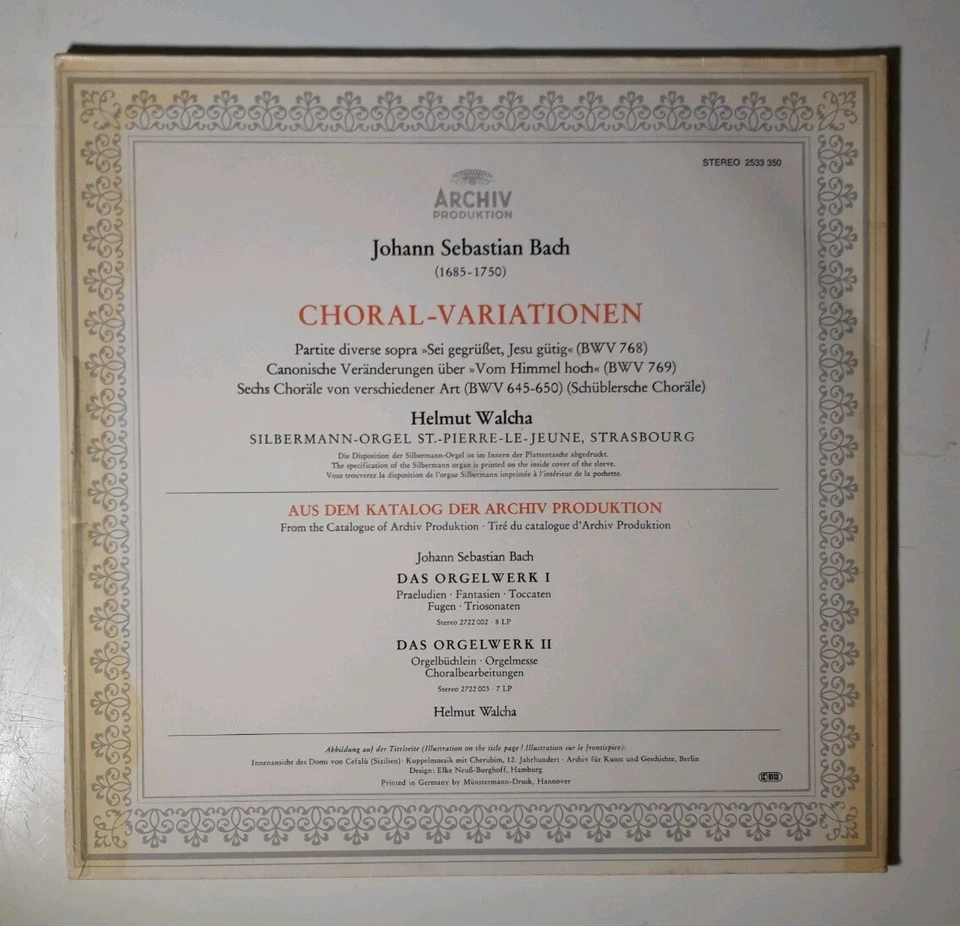 STEREO 2533 350
ARCHIV
PRODUKTION
Johann Sebastian Bach
(1685-1750)
CHORAL-VARIATIONEN
Partite diverse sopra »Sei gegrüßet, Jesu gütig« (BWV 768)
Canonische Veränderungen über »Vom Himmel hoch« (BWV 769)
Sechs Choräle von verschiedener Art (BWV 645-650) (Schüblersche Choräle)
Helmut Walcha
SILBERMANN-ORGEL ST.-PIERRE-LE-JEUNE, STRASBOURG
Die Disposition der Silbermann-Orgel ist im Innern der Plattentasche abgedruckt.
The specification of the Silbermann organ is printed on the inside cover of the sleeve.
Vous trouverez la disposition de l'orgue Silbermann imprimée à l'intérieur de la pochette.
AUS DEM KATALOG DER ARCHIV PRODUKTION
From the Catalogue of Archiv Produktion · Tiré du catalogue d'Archiv Produktion
Johann Sebastian Bach
DAS ORGELWERK I
Praeludien · Fantasien · Toccaten
Fugen · Triosonaten
Stereo 2722 002 · 8 LP
DAS ORGELWERK II
Orgelbüchlein · Orgelmesse
Choralbearbeitungen
Stereo 2722 003 · 7 LP
Helmut Walcha
Abbildung auf der Titelseite (Illustration on the title page / Illustration sur le frontispice):
Innenansicht des Doms von Cefalù (Sizilien): Kuppelmosaik mit Cherubim, 12. Jahrhundert · Archiv für Kunst und Geschichte, Berlin
Design: Elke Neuß-Burghoff, Hamburg
Printed in Germany by Münstermann-Druck, Hannover